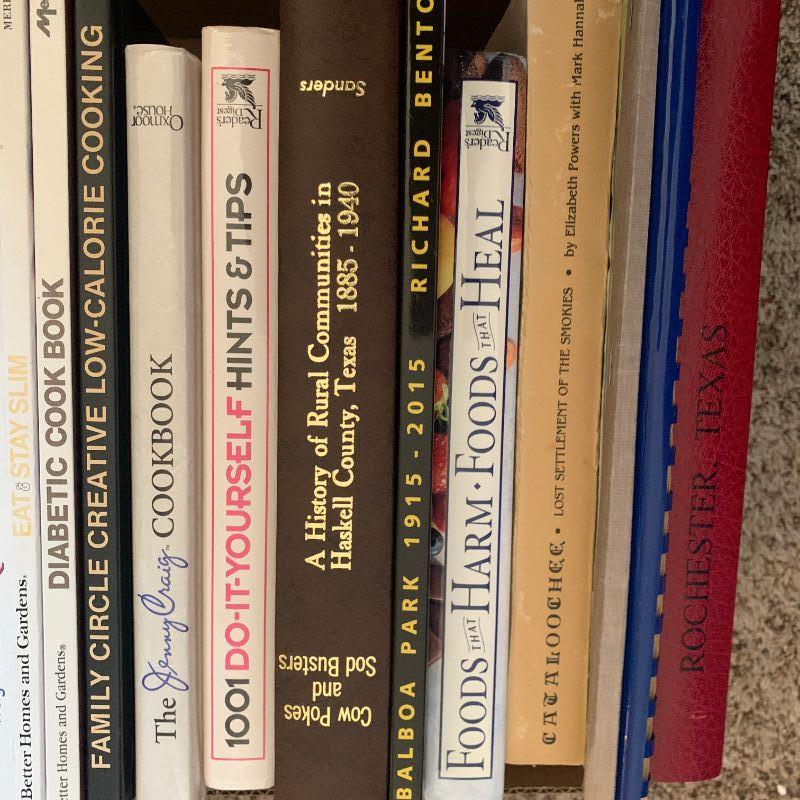 Better Homes and Gardens®
EAT & STAY SLIM
Better Homes and Gardens®
DIABETIC COOK BOOK
FAMILY CIRCLE CREATIVE LOW-CALORIE COOKING
The Jenny Craig COOKBOOK
Oxmoor
HOUSE®
1001 DO-IT-YOURSELF HINTS & TIPS
Reader's
Digest
Cow Pokes
and
Sod Busters
A History of Rural Communities in
Haskell County, Texas 1885 - 1940
Sanders
BALBOA PARK 1915 - 2015 RICHARD BENTO
FOODS THAT HARM • FOODS THAT HEAL
Reader's
Digest
CATALOOCHEE • LOST SETTLEMENT OF THE SMOKIES • by Elizabeth Powers with Mark Hannah
ROCHESTER, TEXAS